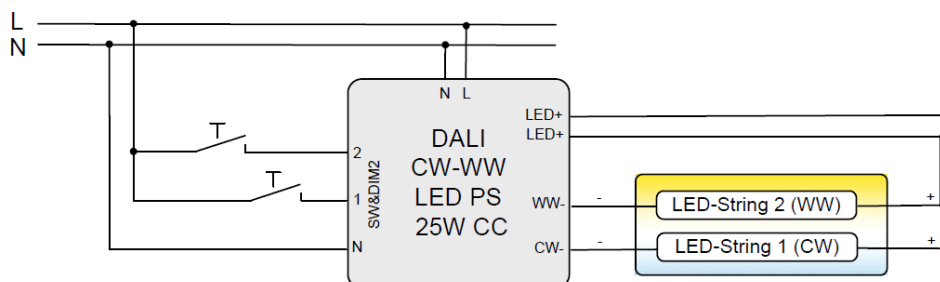 L
N
N L
LED+
LED+
DALI
CW-WW
LED PS
25W CC
2
1
N
SW&DIM2
WW-
CW-
-
LED-String 2 (WW)
+
-
LED-String 1 (CW)
+